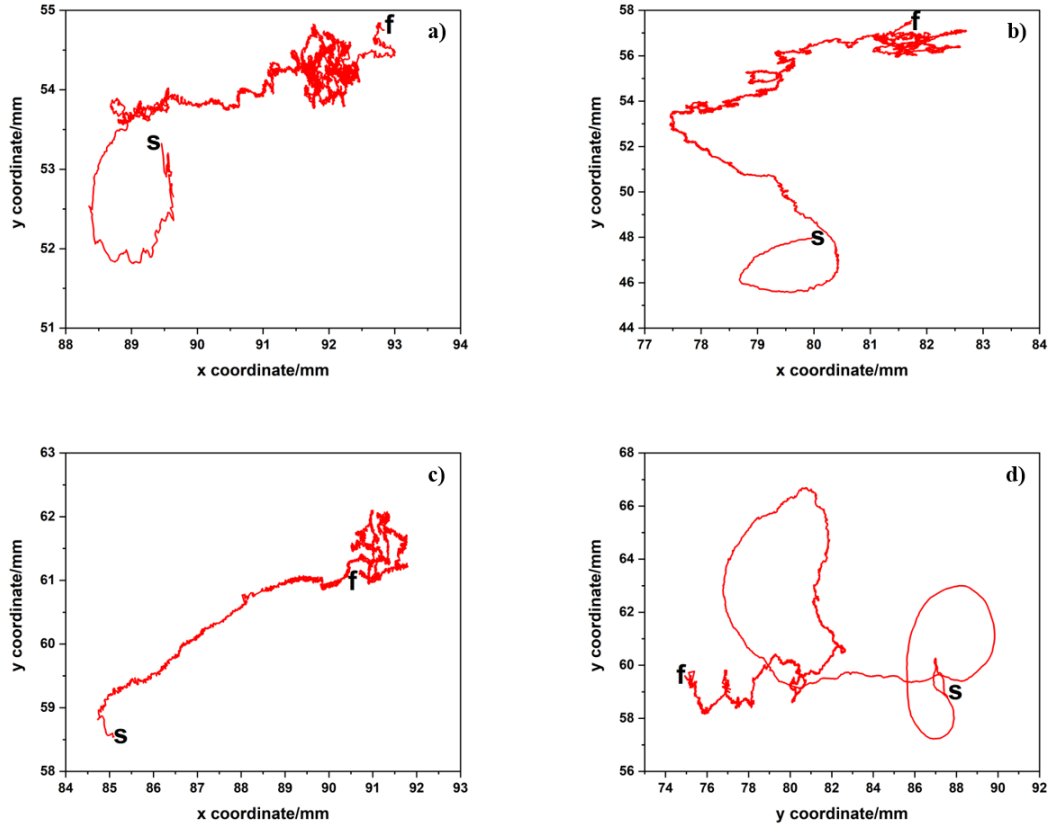 a)
55
54
53
52
51
y coordinate/mm
s
f
88 89 90 91 92 93 94
x coordinate/mm
b)
58
56
54
52
50
48
46
44
y coordinate/mm
s
f
77 78 79 80 81 82 83 84
x coordinate/mm
c)
63
62
61
60
59
58
y coordinate/mm
s
f
84 85 86 87 88 89 90 91 92 93
x coordinate/mm
d)
68
66
64
62
60
58
56
y coordinate/mm
f
s
74 76 78 80 82 84 86 88 90 92
y coordinate/mm